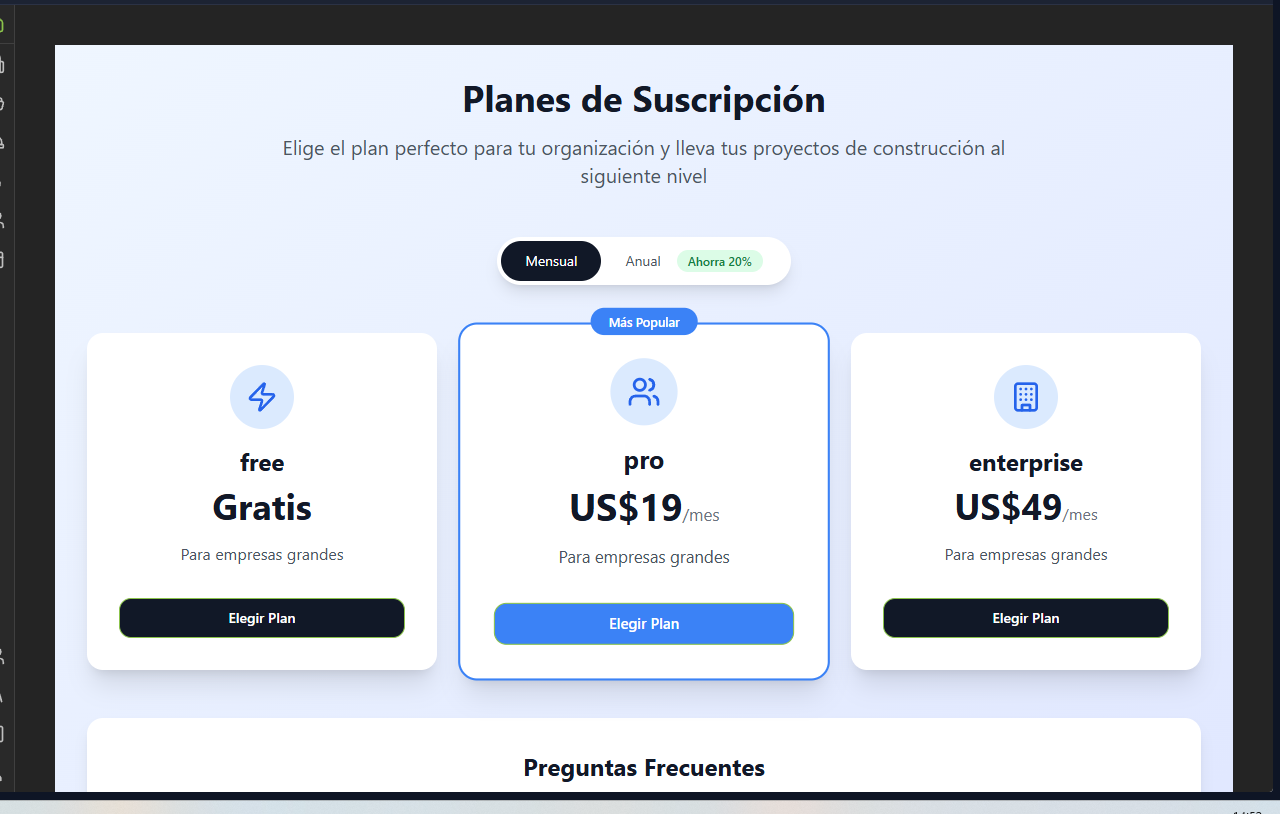 Planes de Suscripción
Elige el plan perfecto para tu organización y lleva tus proyectos de construcción al
siguiente nivel
Mensual
Anual
Ahorra 20%
Más Popular
free
Gratis
Para empresas grandes
Elegir Plan
pro
US$19/mes
Para empresas grandes
Elegir Plan
enterprise
US$49/mes
Para empresas grandes
Elegir Plan
Preguntas Frecuentes